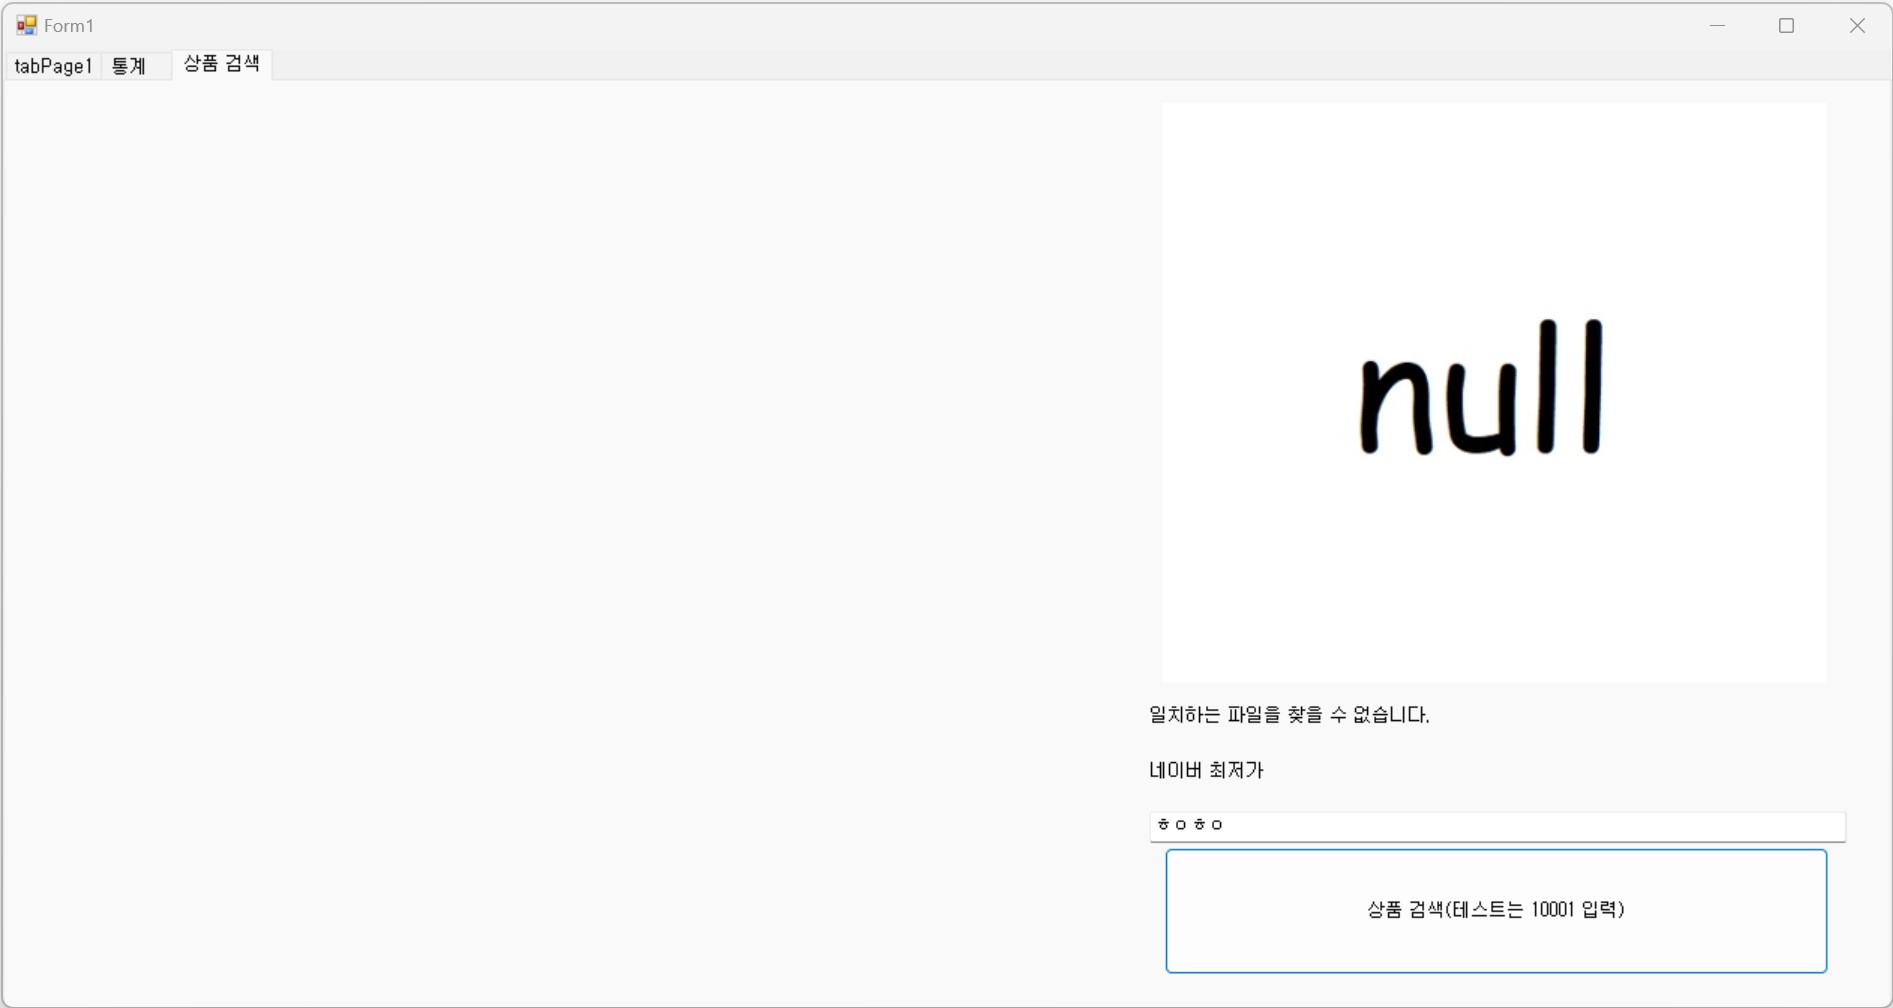 Form1
tabPage1 통계 상품 검색
null
일치하는 파일을 찾을 수 없습니다.
네이버 최저가
ㅎㅇㅎㅇ
상품 검색(테스트는 10001 입력)